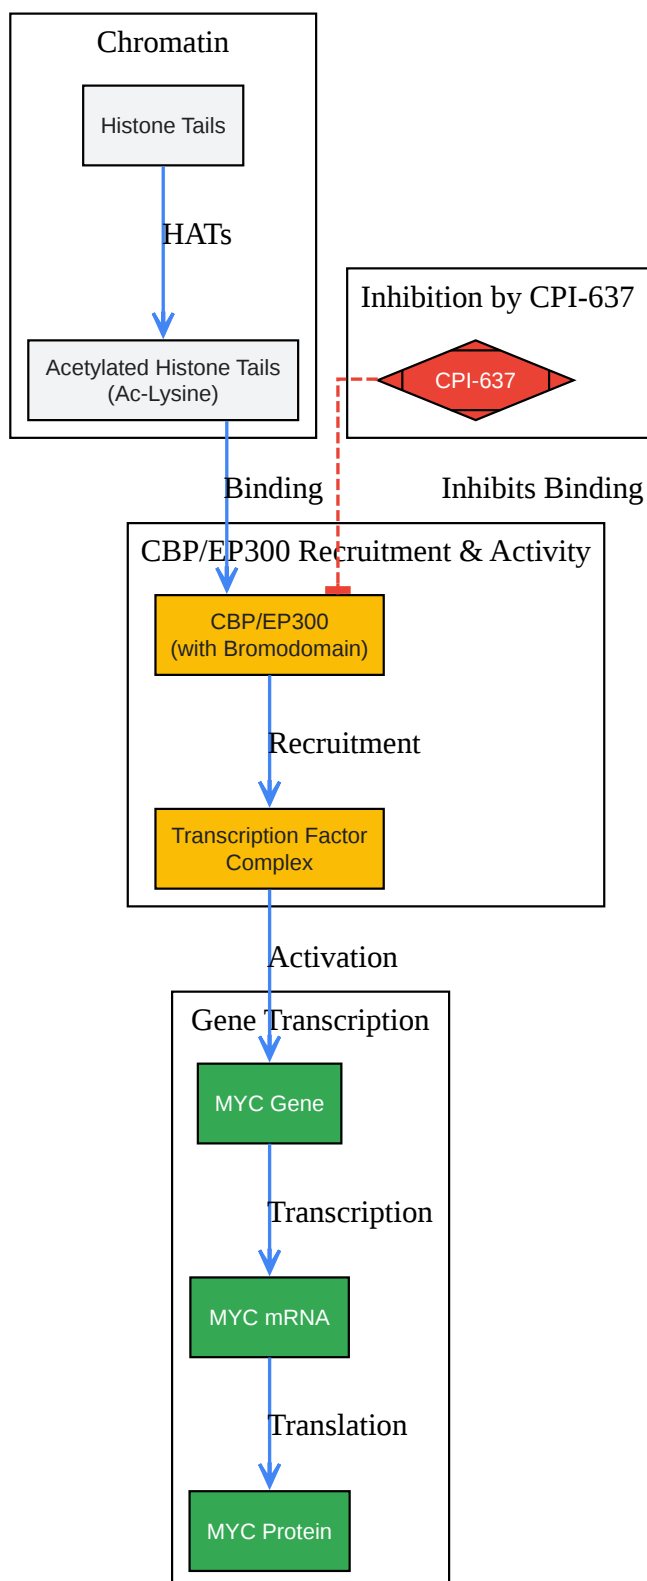 Chromatin
Histone Tails
HATs
Inhibition by CPI-637
Acetylated Histone Tails
(Ac-Lysine)
CPI-637
Binding
Inhibits Binding
CBP/EP300 Recruitment & Activity
CBP/EP300
(with Bromodomain)
Recruitment
Transcription Factor
Complex
Activation
Gene Transcription
MYC Gene
Transcription
MYC mRNA
Translation
MYC Protein